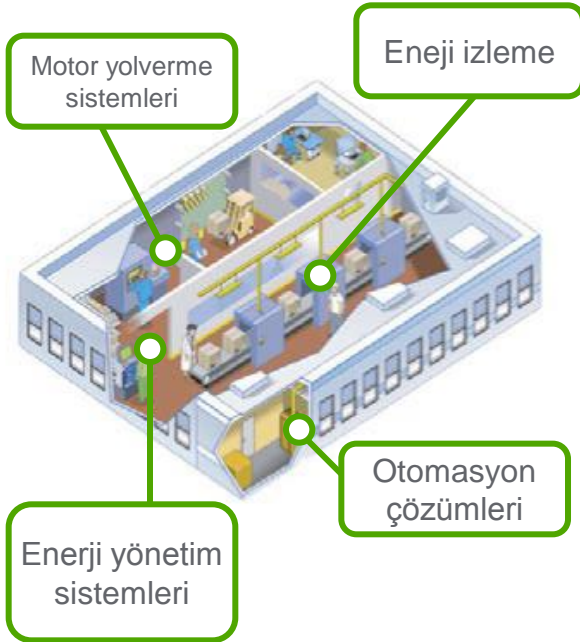 Motor yolverme
sistemleri
Eneji izleme
Otomasyon
çözümleri
Enerji yönetim
sistemleri